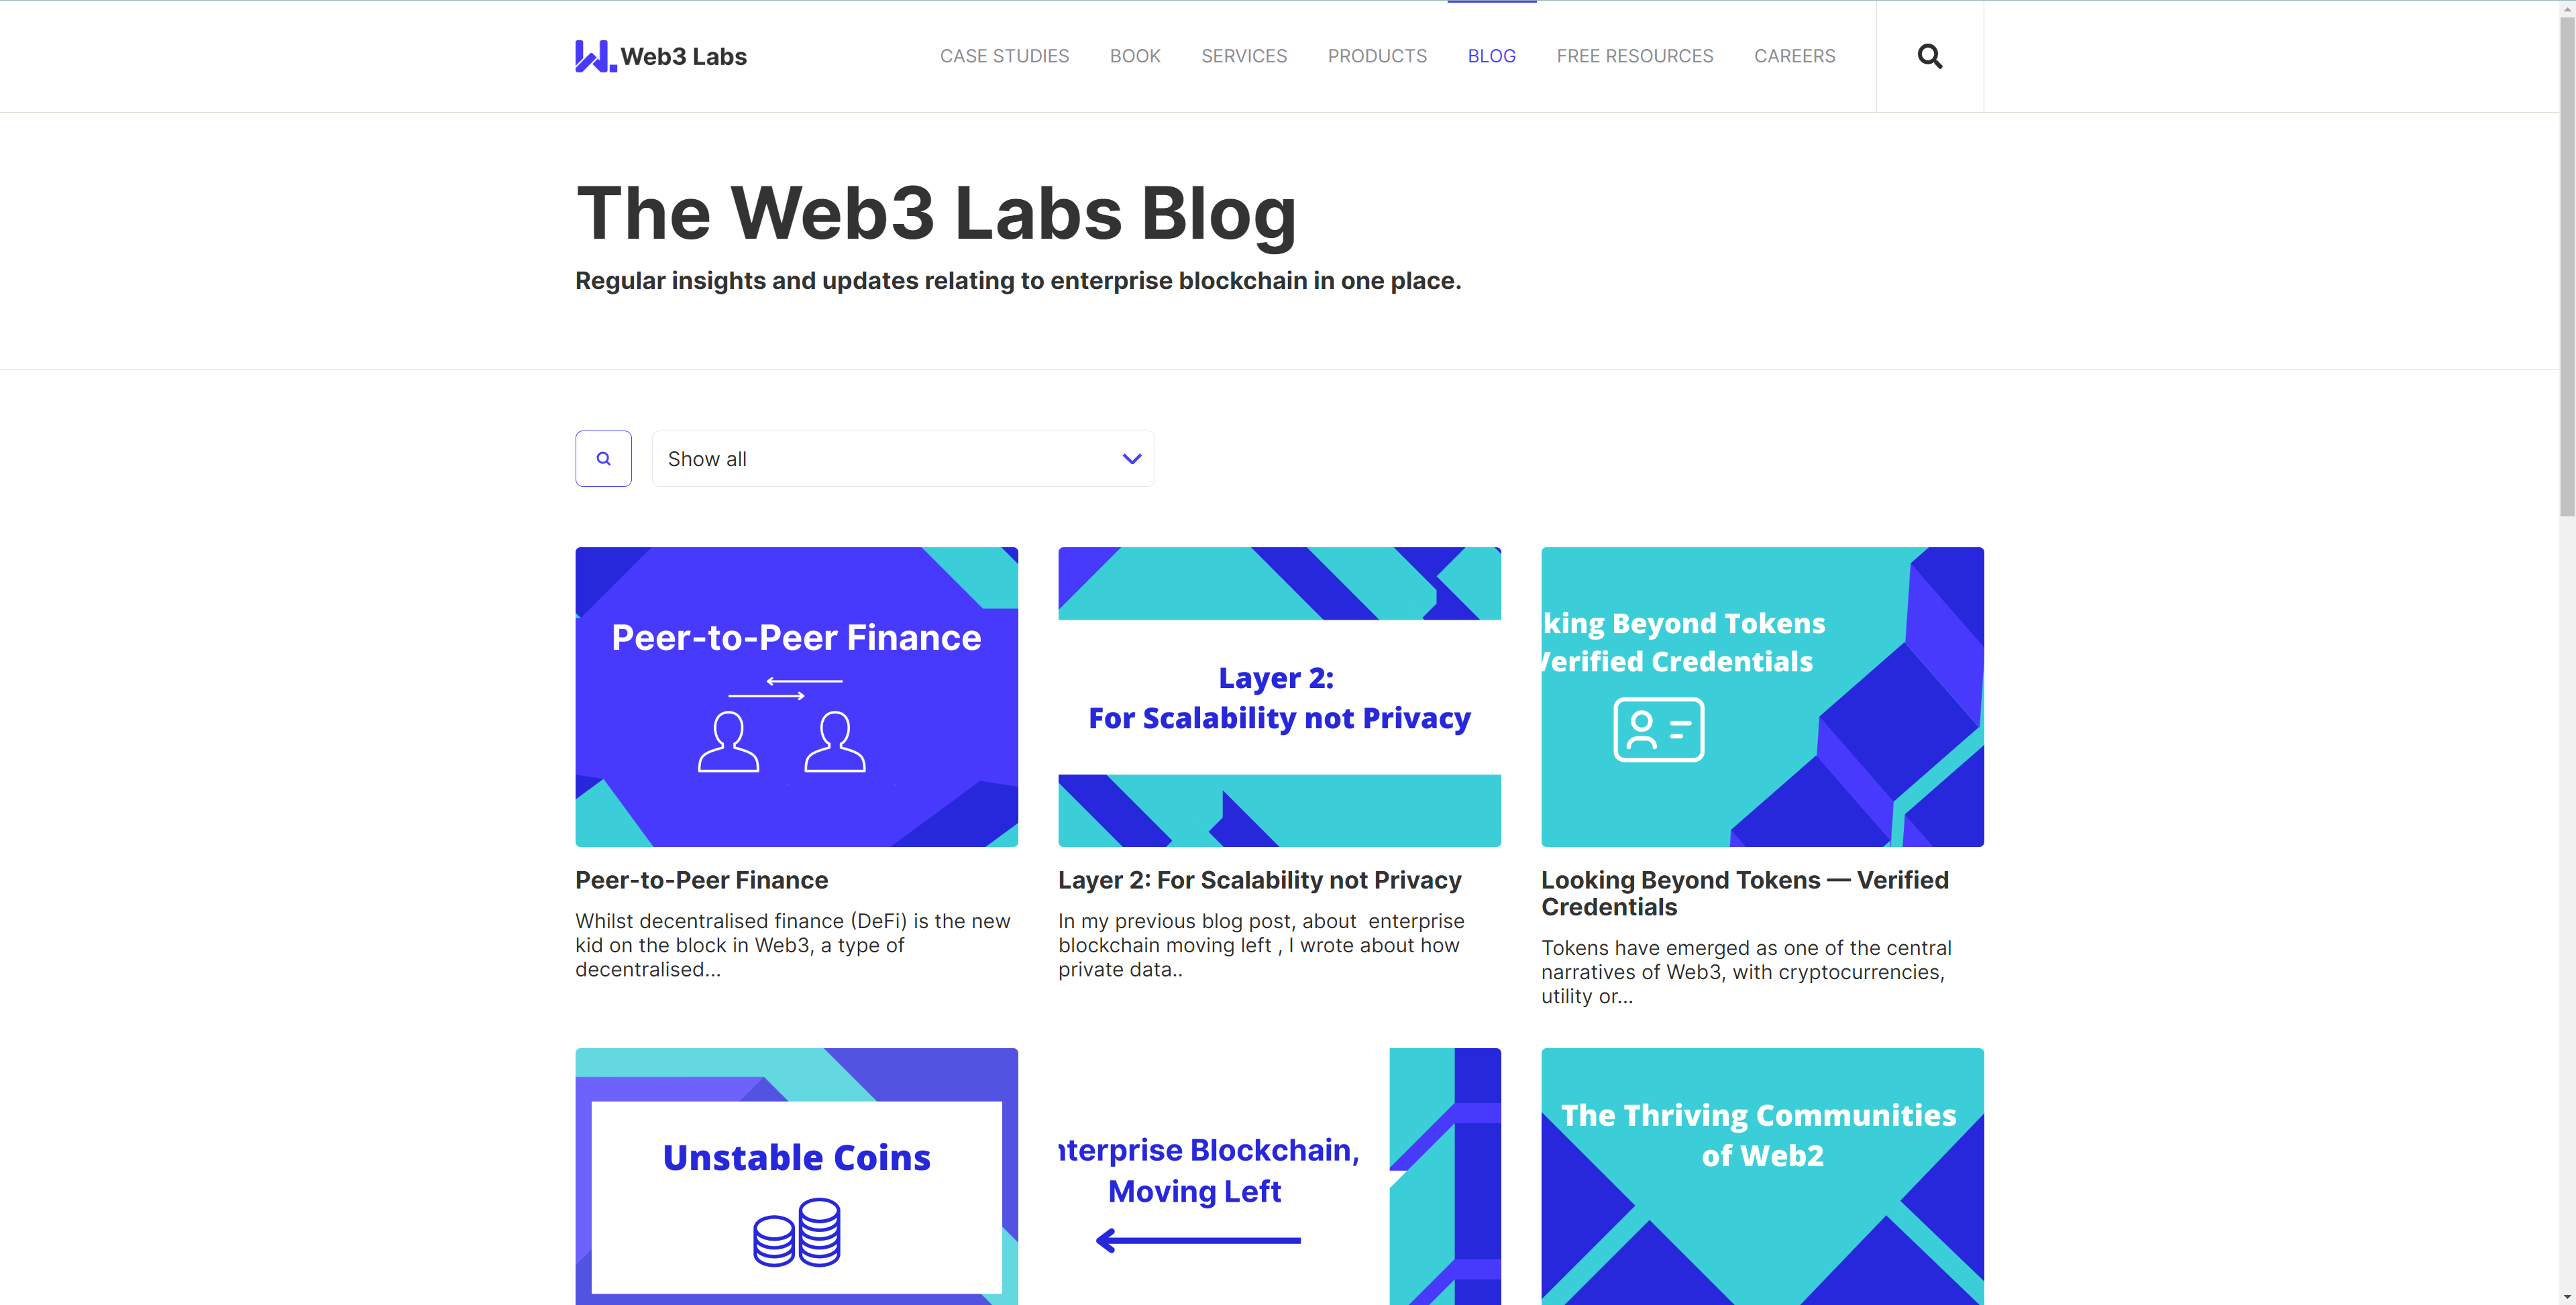 Web3 Labs
CASE STUDIES
BOOK
SERVICES
PRODUCTS
BLOG
FREE RESOURCES
CAREERS
The Web3 Labs Blog
Regular insights and updates relating to enterprise blockchain in one place.
Show all
Peer-to-Peer Finance
Peer-to-Peer Finance
Whilst decentralised finance (DeFi) is the new
kid on the block in Web3, a type of
decentralised...
Layer 2:
For Scalability not Privacy
Layer 2: For Scalability not Privacy
In my previous blog post, about enterprise
blockchain moving left , I wrote about how
private data..
king Beyond Tokens
Verified Credentials
Looking Beyond Tokens — Verified
Credentials
Tokens have emerged as one of the central
narratives of Web3, with cryptocurrencies,
utility or...
Unstable Coins
nterprise Blockchain,
Moving Left
The Thriving Communities
of Web2